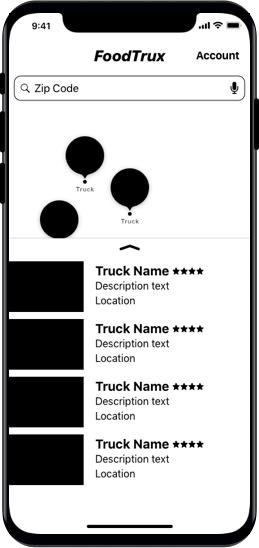 9:41
FoodTrux
Account
Zip Code
Truck
Truck
Truck Name ★★★★
Description text
Location
Truck Name ★★★★
Description text
Location
Truck Name ★★★★
Description text
Location
Truck Name ★★★★
Description text
Location